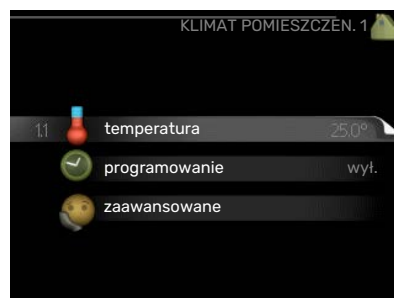 KLIMAT POMIESZCZEN. 1
1.1 temperatura 25.0°
programowanie wył.
zaawansowane